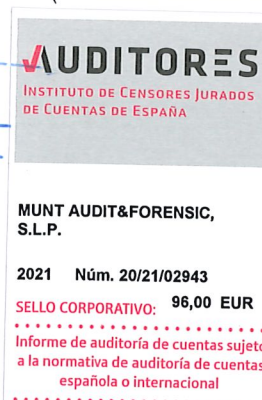 AUDITORES
INSTITUTO DE CENSORES JURADOS
DE CUENTAS DE ESPAÑA
MUNT AUDIT&FORENSIC,
S.L.P.
2021 Núm. 20/21/02943
SELLO CORPORATIVO: 96,00 EUR
Informe de auditoría de cuentas sujeto
a la normativa de auditoría de cuentas
española o internacional